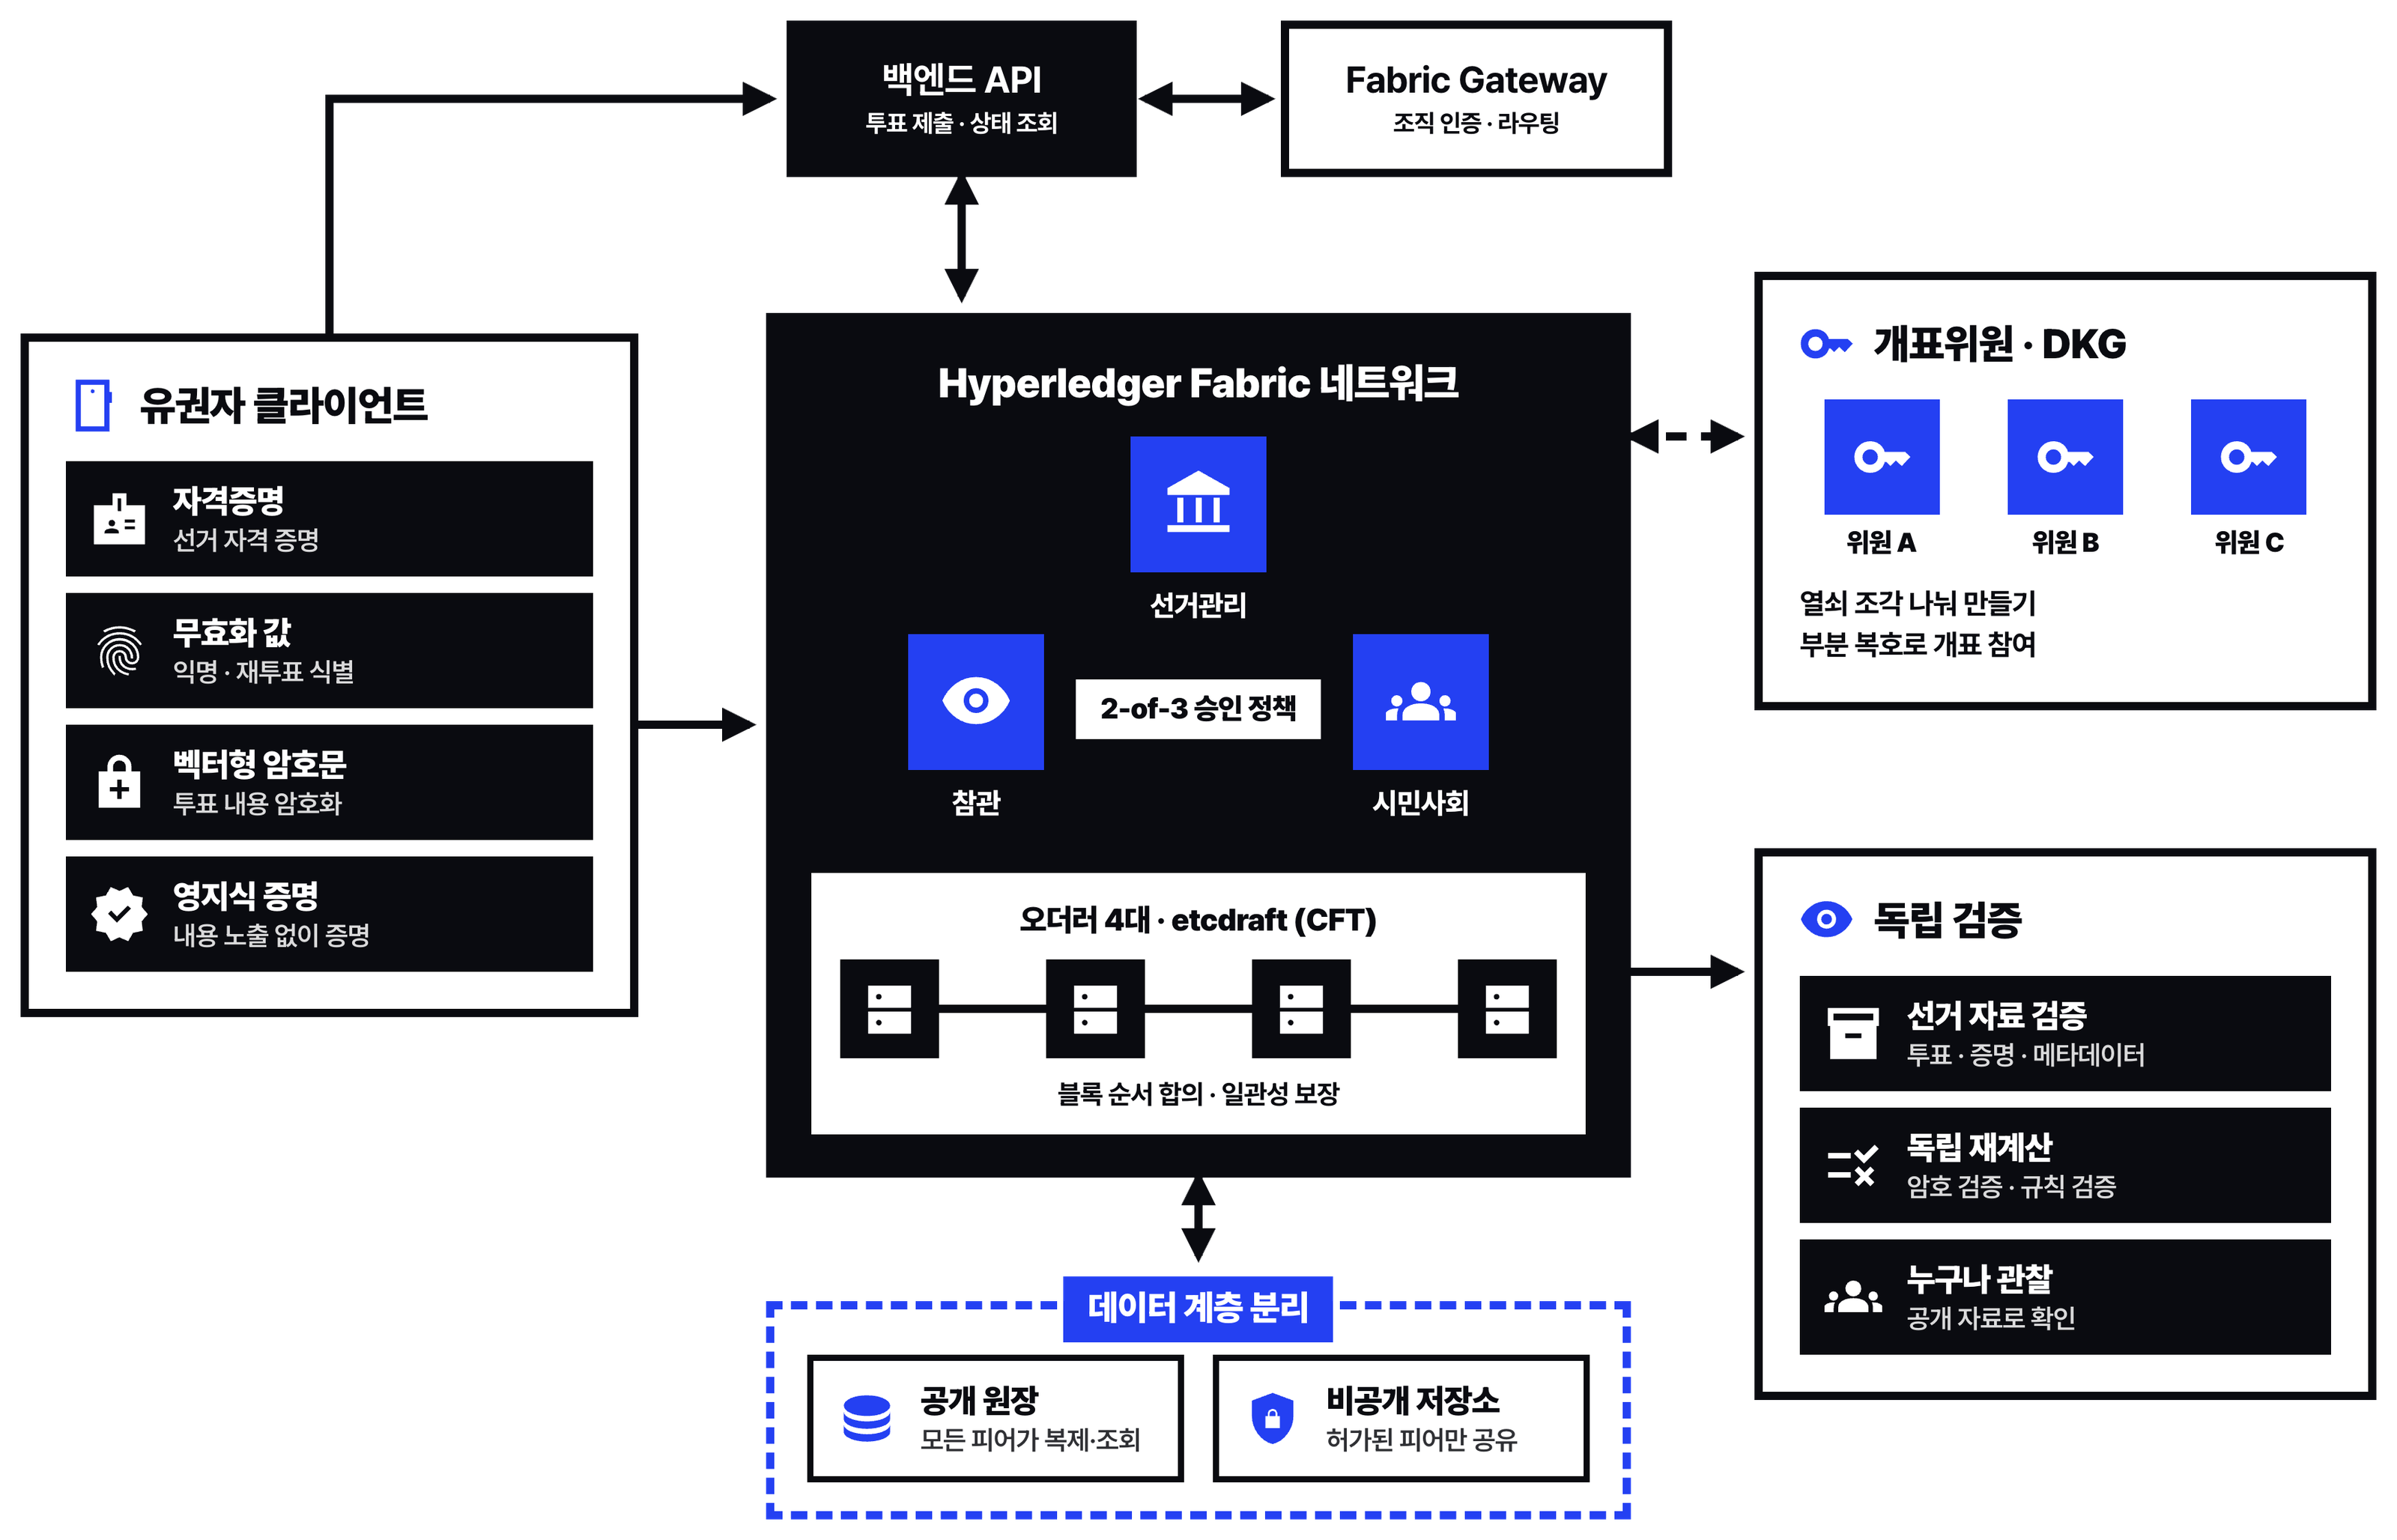 백엔드 API
투표 제출 · 상태 조회
Fabric Gateway
조직 인증 · 라우팅
유권자 클라이언트
자격증명
선거 자격 증명
무효화 값
익명 · 재투표 식별
벡터형 암호문
투표 내용 암호화
영지식 증명
내용 노출 없이 증명
Hyperledger Fabric 네트워크
선거관리
참관
2-of-3 승인 정책
시민사회
오더러 4대 · etcdraft (CFT)
블록 순서 합의 · 일관성 보장
개표위원 · DKG
위원 A
위원 B
위원 C
열쇠 조각 나눠 만들기
부분 복호로 개표 참여
독립 검증
선거 자료 검증
투표 · 증명 · 메타데이터
독립 재계산
암호 검증 · 규칙 검증
누구나 관찰
공개 자료로 확인
데이터 계층 분리
공개 원장
모든 피어가 복제·조회
비공개 저장소
허가된 피어만 공유